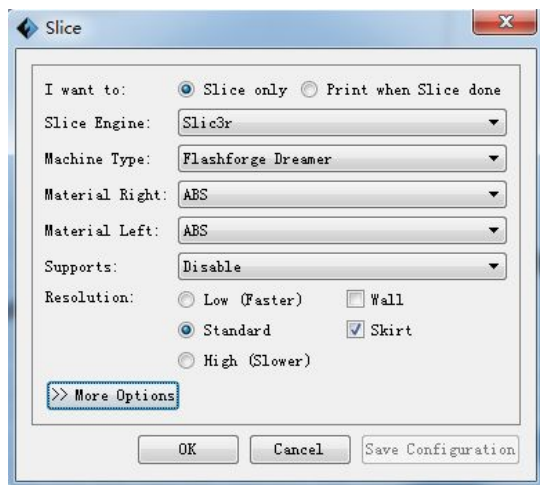 Slice
I want to: Slice only Print when Slice done
Slice Engine: Slic3r
Machine Type: Flashforge Dreamer
Material Right: ABS
Material Left: ABS
Supports: Disable
Resolution: Low (Faster) Wall
Standard Skirt
High (Slower)
>> More Options
OK Cancel Save Configuration